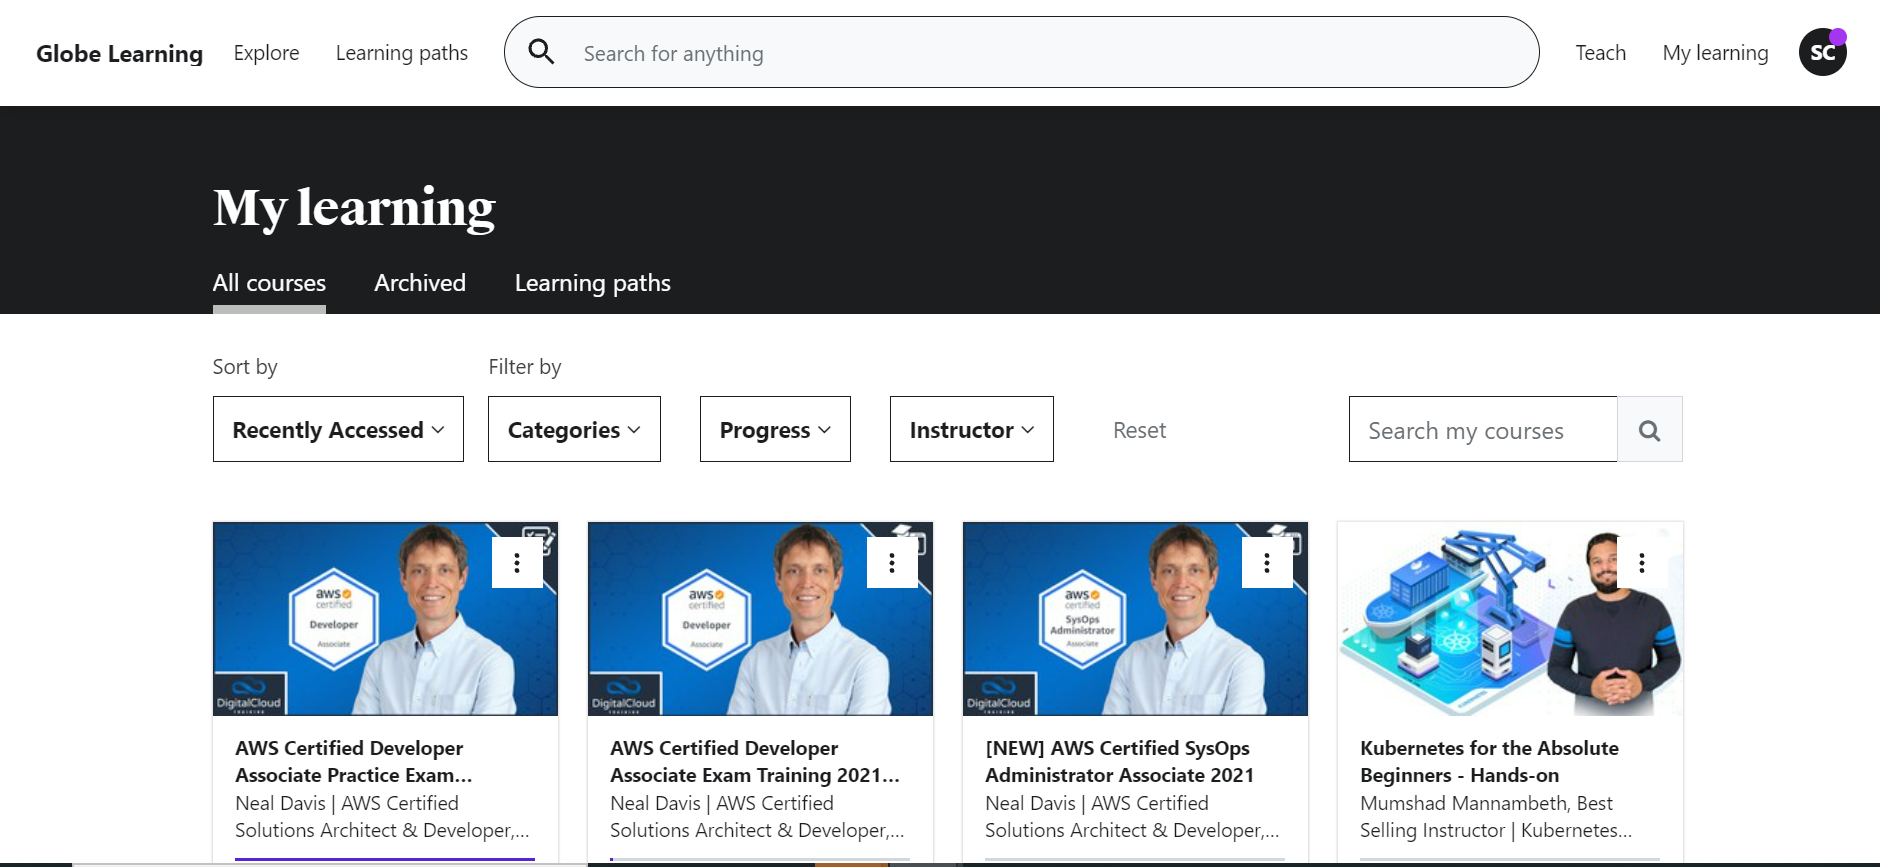 Globe Learning
Explore
Learning paths
Search for anything
Teach
My learning
SC
My learning
All courses
Archived
Learning paths
Sort by
Filter by
Recently Accessed
Categories
Progress
Instructor
Reset
Search my courses
aws
certified
Developer
Associate
DigitalCloud
TRAINING
aws
certified
Developer
Associate
DigitalCloud
TRAINING
aws
certified
SysOps
Administrator
Associate
DigitalCloud
TRAINING
AWS Certified Developer
Associate Practice Exam...
Neal Davis | AWS Certified
Solutions Architect & Developer,...
AWS Certified Developer
Associate Exam Training 2021...
Neal Davis | AWS Certified
Solutions Architect & Developer,...
[NEW] AWS Certified SysOps
Administrator Associate 2021
Neal Davis | AWS Certified
Solutions Architect & Developer,...
Kubernetes for the Absolute
Beginners - Hands-on
Mumshad Mannambeth, Best
Selling Instructor | Kubernetes...